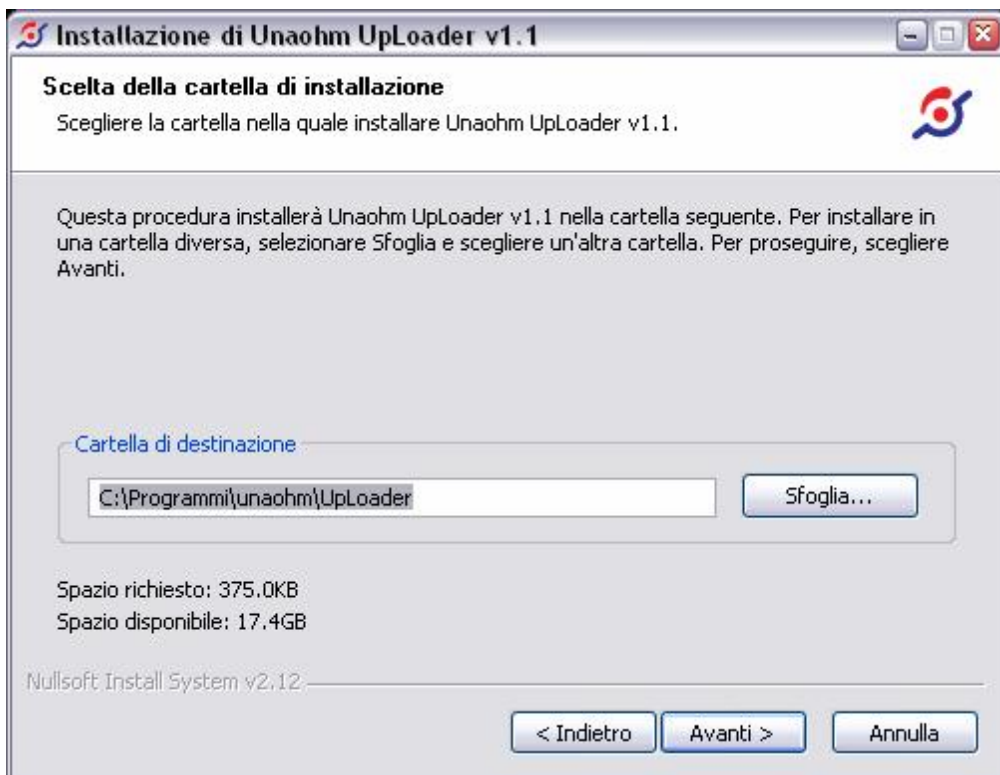 Installazione di Unaohm UpLoader v1.1
Scelta della cartella di installazione
Scegliere la cartella nella quale installare Unaohm UpLoader v1.1.
Questa procedura installerà Unaohm UpLoader v1.1 nella cartella seguente. Per installare in
una cartella diversa, selezionare Sfoglia e scegliere un'altra cartella. Per proseguire, scegliere
Avanti.
Cartella di destinazione
C:\Programmi\unaohm\UpLoader
Sfoglia...
Spazio richiesto: 375.0KB
Spazio disponibile: 17.4GB
Nullsoft Install System v2.12
< Indietro
Avanti >
Annulla